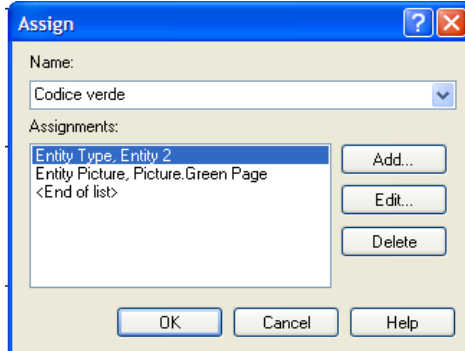 Assign
Name:
Codice verde
Assignments:
Entity Type, Entity 2
Entity Picture, Picture.Green Page
<End of list>
Add...
Edit...
Delete
OK
Cancel
Help